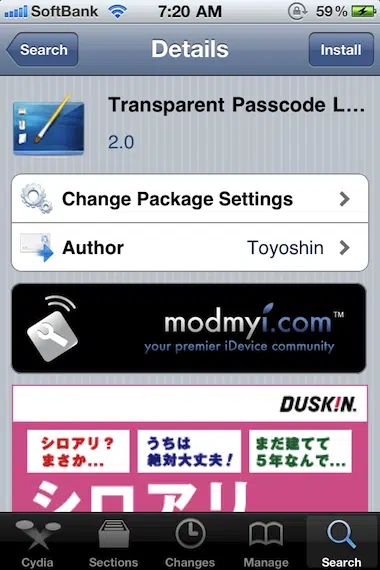 SoftBank 7:20 AM 59%
Search Details Install
Transparent Passcode L...
2.0
Change Package Settings
Author Toyoshin
modmyi.com™
your premier iDevice community
DUSK!N.
シロアリ? うちは まだ建てて
まさか... 絶対大丈夫! 5年なんで...
シロアリ
Cydia Sections Changes Manage Search